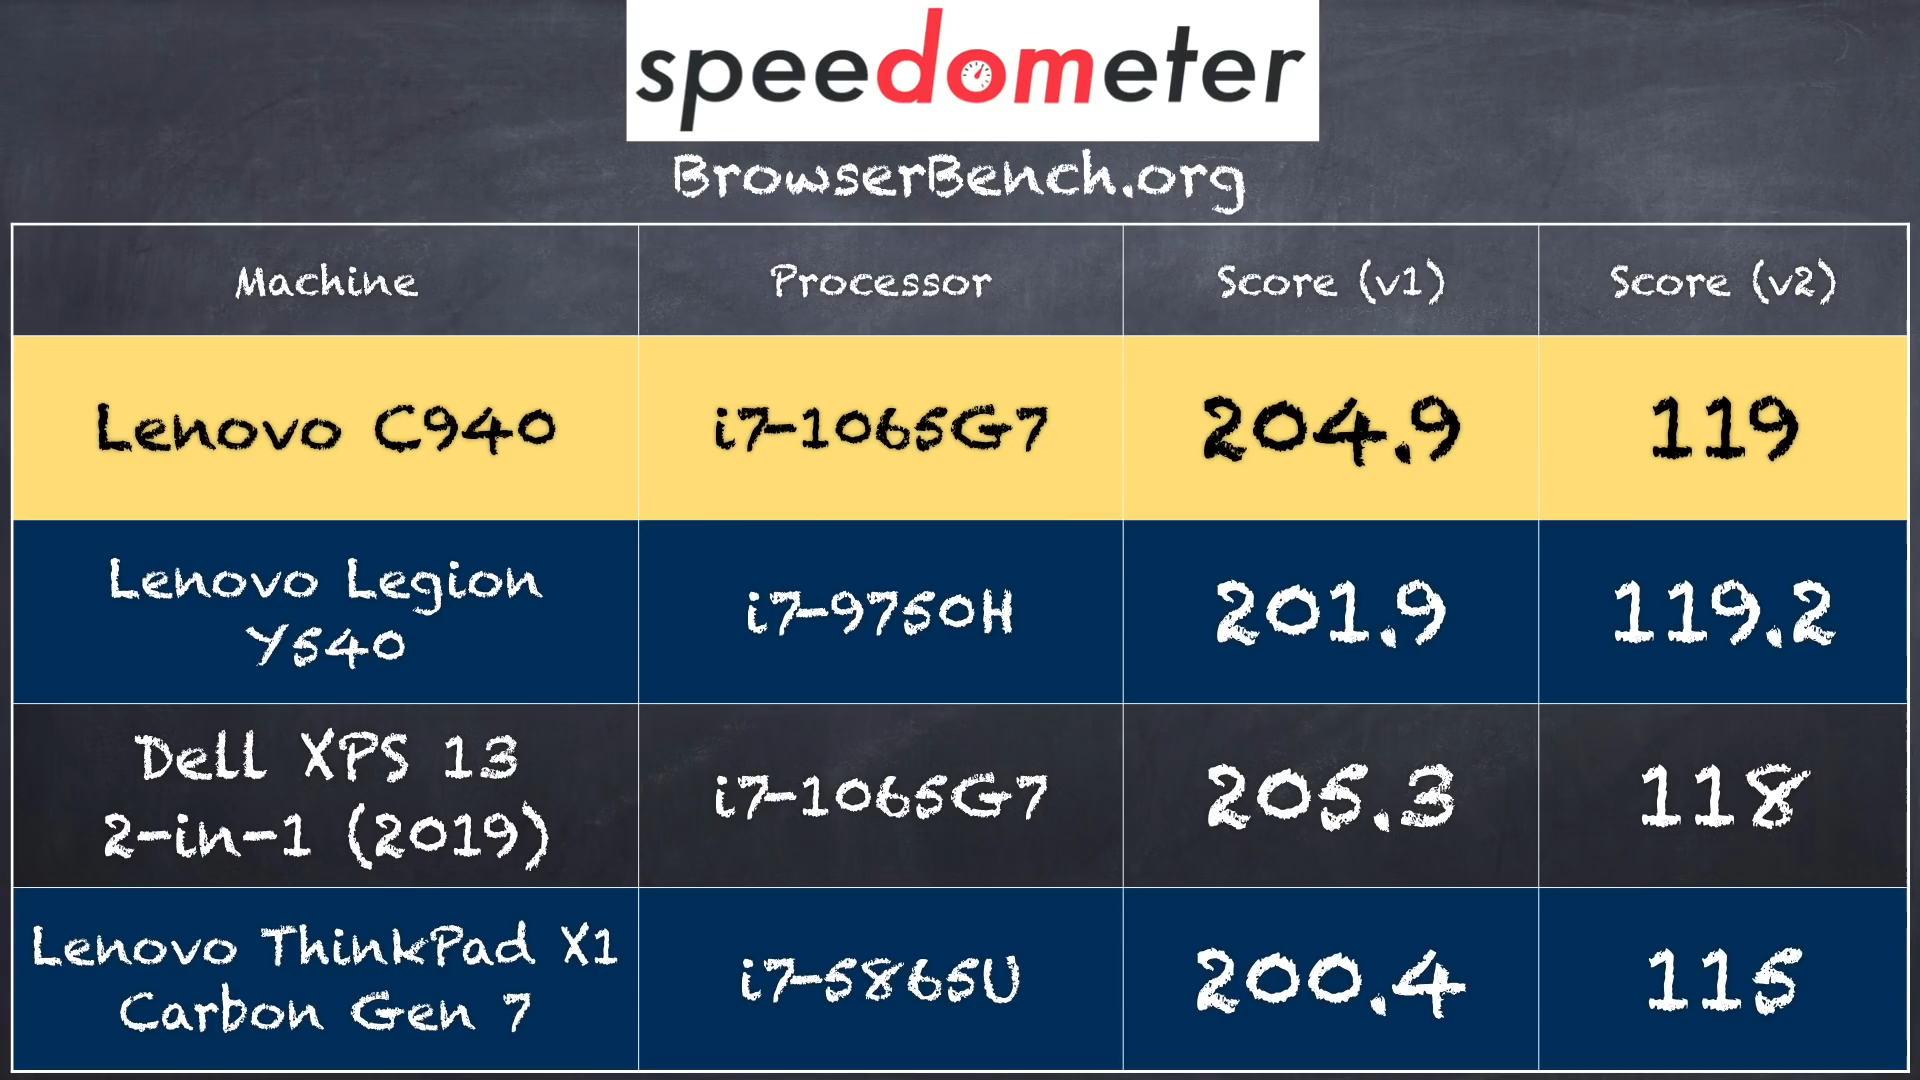 speedometer
BrowserBench.org
Machine Processor Score (v1) Score (v2)
Lenovo C940 i7-1065G7 204.9 119
Lenovo Legion
Y540 i7-9750H 201.9 119.2
Dell XPS 13
2-in-1 (2019) i7-1065G7 205.3 118
Lenovo ThinkPad X1
Carbon Gen 7 i7-5865U 200.4 115